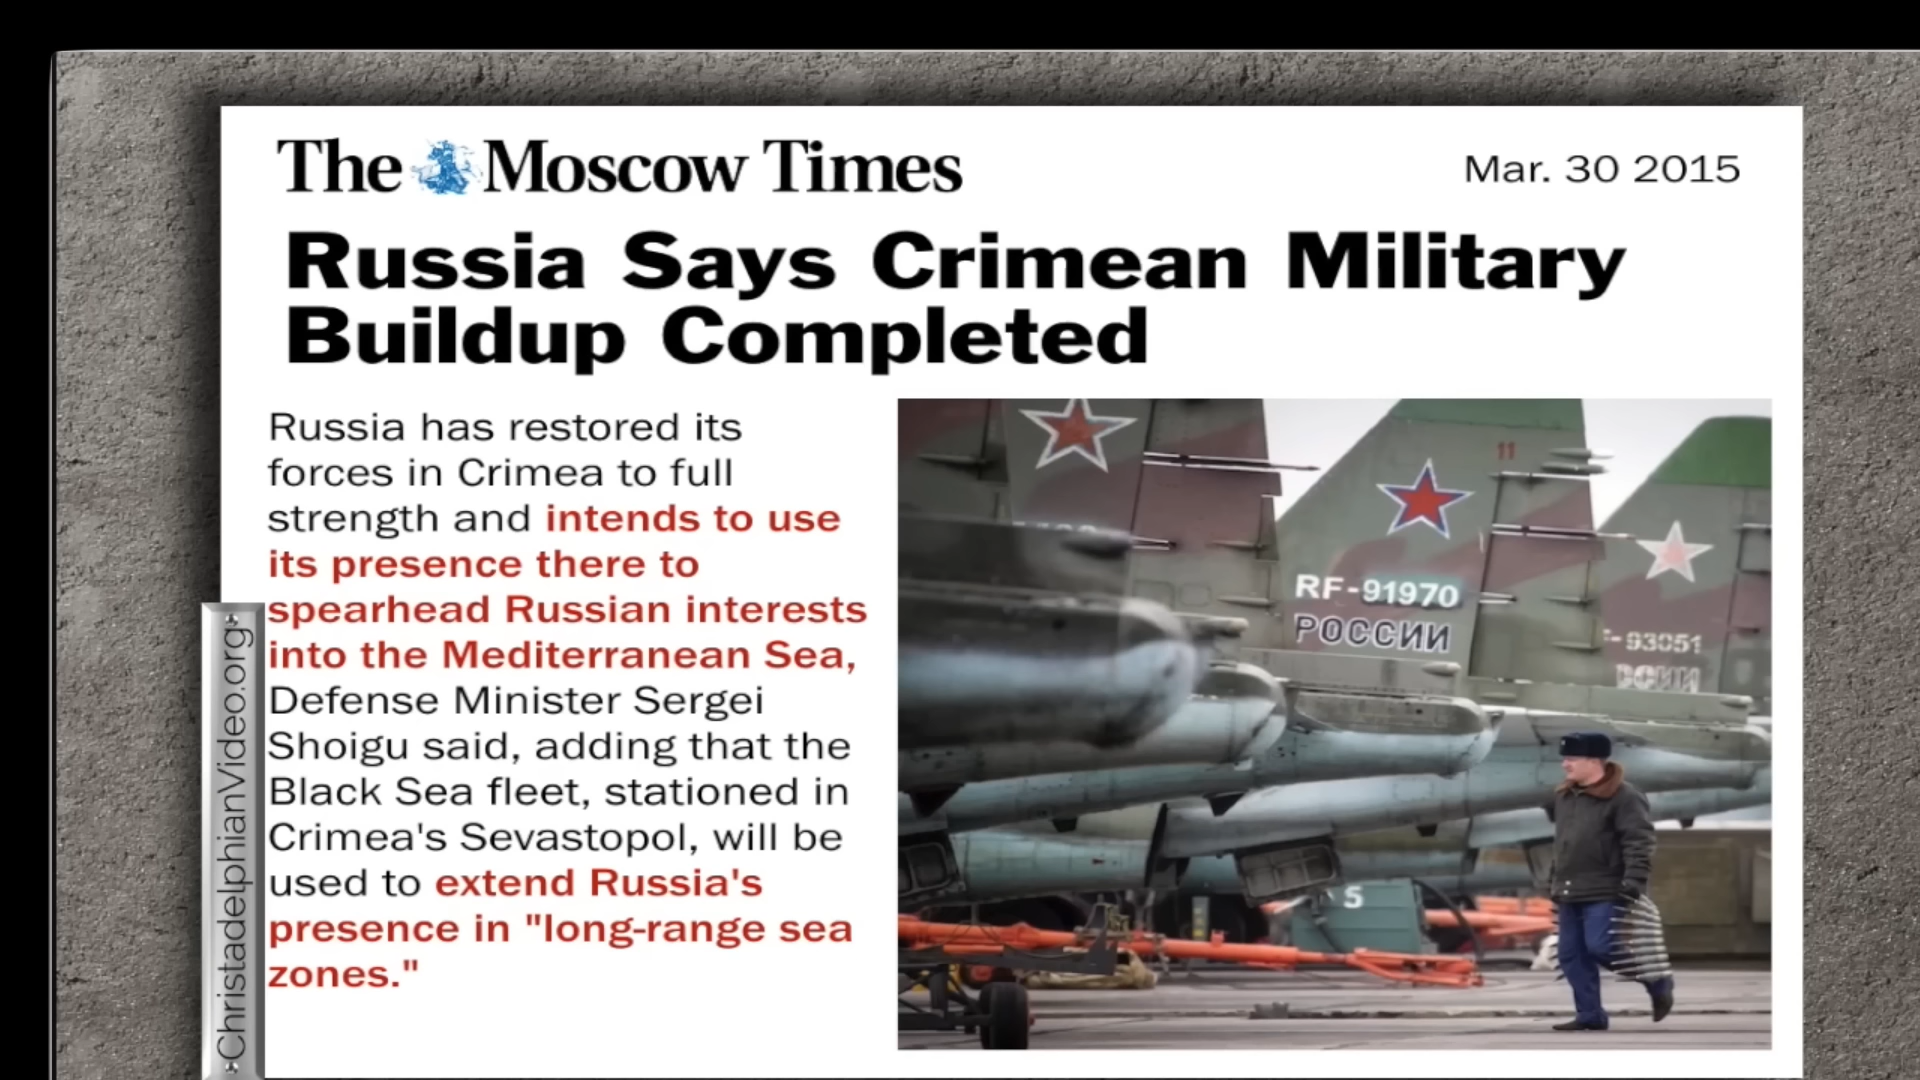 The Moscow Times
Mar. 30 2015
Russia Says Crimean Military
Buildup Completed
Russia has restored its
forces in Crimea to full
strength and intends to use
its presence there to
spearhead Russian interests
into the Mediterranean Sea,
Defense Minister Sergei
Shoigu said, adding that the
Black Sea fleet, stationed in
Crimea's Sevastopol, will be
used to extend Russia's
presence in "long-range sea
zones."
11
RF-91970
РОССИИ
-93051
ССИИ
S
ChristadelphianVideo.org